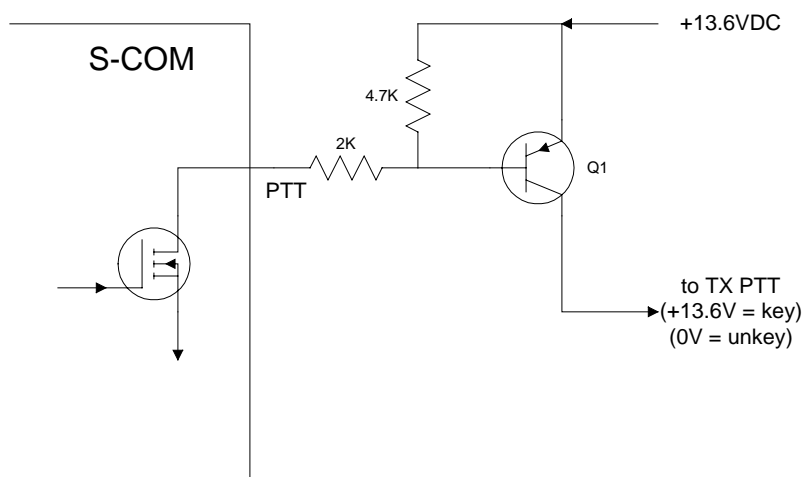 +13.6VDC
S-COM
4.7K
2K
Q1
PTT
to TX PTT
(+13.6V = key)
(0V = unkey)